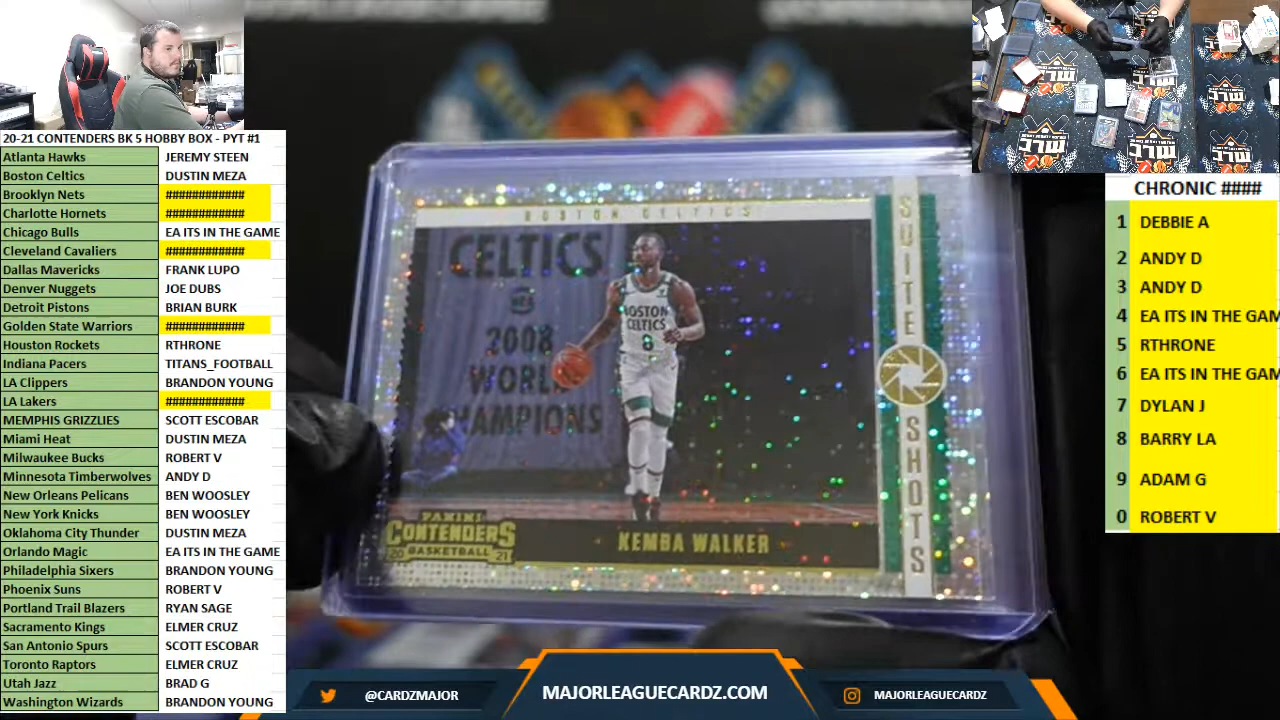 20-21 CONTENDERS BK 5 HOBBY BOX - PYT #1
Atlanta Hawks JEREMY STEEN
Boston Celtics DUSTIN MEZA
Brooklyn Nets ############
Charlotte Hornets ############
Chicago Bulls EA ITS IN THE GAME
Cleveland Cavaliers ############
Dallas Mavericks FRANK LUPO
Denver Nuggets JOE DUBS
Detroit Pistons BRIAN BURK
Golden State Warriors ############
Houston Rockets RTHRONE
Indiana Pacers TITANS_FOOTBALL
LA Clippers BRANDON YOUNG
LA Lakers ############
MEMPHIS GRIZZLIES SCOTT ESCOBAR
Miami Heat DUSTIN MEZA
Milwaukee Bucks ROBERT V
Minnesota Timberwolves ANDY D
New Orleans Pelicans BEN WOOSLEY
New York Knicks BEN WOOSLEY
Oklahoma City Thunder DUSTIN MEZA
Orlando Magic EA ITS IN THE GAME
Philadelphia Sixers BRANDON YOUNG
Phoenix Suns ROBERT V
Portland Trail Blazers RYAN SAGE
Sacramento Kings ELMER CRUZ
San Antonio Spurs SCOTT ESCOBAR
Toronto Raptors ELMER CRUZ
Utah Jazz BRAD G
Washington Wizards BRANDON YOUNG
BOSTON CELTICS
CELTICS
2008
WORLD
CHAMPIONS
BOSTON
CELTICS
8
SUITE SHOTS
PANINI
CONTENDERS
20 BASKETBALL 21
KEMBA WALKER
CHRONIC ####
1 DEBBIE A
2 ANDY D
3 ANDY D
4 EA ITS IN THE GAM
5 RTHRONE
6 EA ITS IN THE GAM
7 DYLAN J
8 BARRY LA
9 ADAM G
0 ROBERT V
@CARDZMAJOR
MAJORLEAGUECARDZ.COM
MAJORLEAGUECARDZ